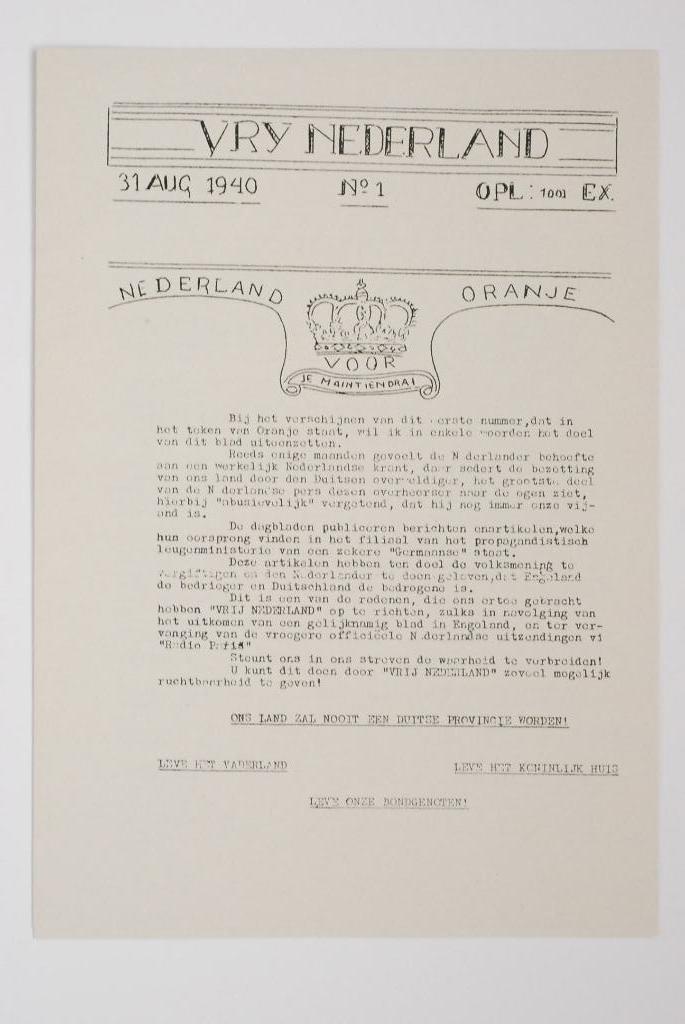 VRY NEDERLAND
31 AUG 1940 Nº 1 OPL: 1001 EX.
NEDERLAND ORANJE
VOOR
JE MAINTIENDRAI
Bij het verschijnen van dit eerste nummer,dat in
het teken van Oranje staat, wil ik in enkele woorden het doel
van dit blad uiteenzetten.
Reeds enige maanden gevoelt de Nederlander behoefte
aan een werkelijk Nederlandse krant, daar sedert de bezetting
van ons land door den Duitsen overweldiger, het grootste deel
van de Nederlandse pers dezen overheerser naar de ogen ziet,
hierbij "abusievelijk" vergetend, dat hij nog immer onze vij-
and is.
De dagbladen publiceren berichten enartikelen,welke
hun oorsprong vinden in het filiaal van het propagandistisch
leugenministerie van een zekere "Germaanse" staat.
Deze artikelen hebben ten doel de volksmening te
vergiftigen en den Nederlander te doen geloven,dat Engeland
de bedrieger en Duitschland de bedrogene is.
Dit is een van de redenen, die ons ertoe gebracht
hebben "VRIJ NEDERLAND" op te richten, zulks in navolging van
het uitkomen van een gelijknamig blad in Engeland, en ter ver-
vanging van de vroegere officieele Nederlandse uitzendingen vi
"Radio Parijs"
Steunt ons in ons streven de waarheid te verbreiden!
U kunt dit doen door "VRIJ NEDERLAND" zoveel mogelijk
ruchtbaarheid te geven!
ONS LAND ZAL NOOIT EEN DUITSE PROVINCIE WORDEN!
LEVE HET VADERLAND LEVE HET KONINLIJK HUIS
LEVE ONZE BONDGENOTEN!